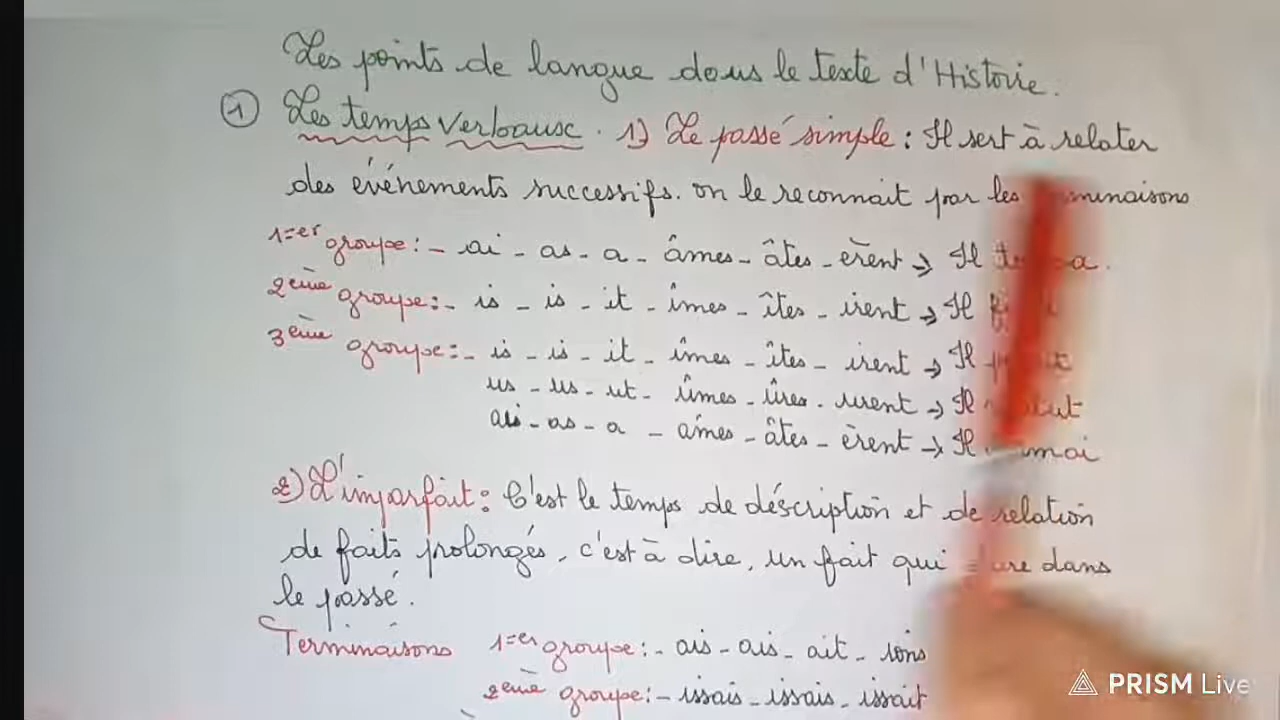 Les points de langue dans le texte d'Histoire.
① Les temps verbaux. 1) Le passé simple : Il sert à relater
des événements successifs. on le reconnait par les minaisons
1er groupe : - ai - as - a - âmes - âtes - èrent → Il a.
2ème groupe : - is - is - it - îmes - îtes - irent → Il
3ème groupe : - is - is - it - îmes - îtes - irent → Il
us - us - ut - ûmes - ûres - urent → Il
ai - as - a - âmes - âtes - èrent → Il
2) L'imparfait : C'est le temps de déscription et de relation
de faits prolongés, c'est à dire, un fait qui dure dans
le passé.
Terminaisons 1er groupe : - ais - ais - ait - ions
2ème groupe : - issais - issais - issait
PRISM Live